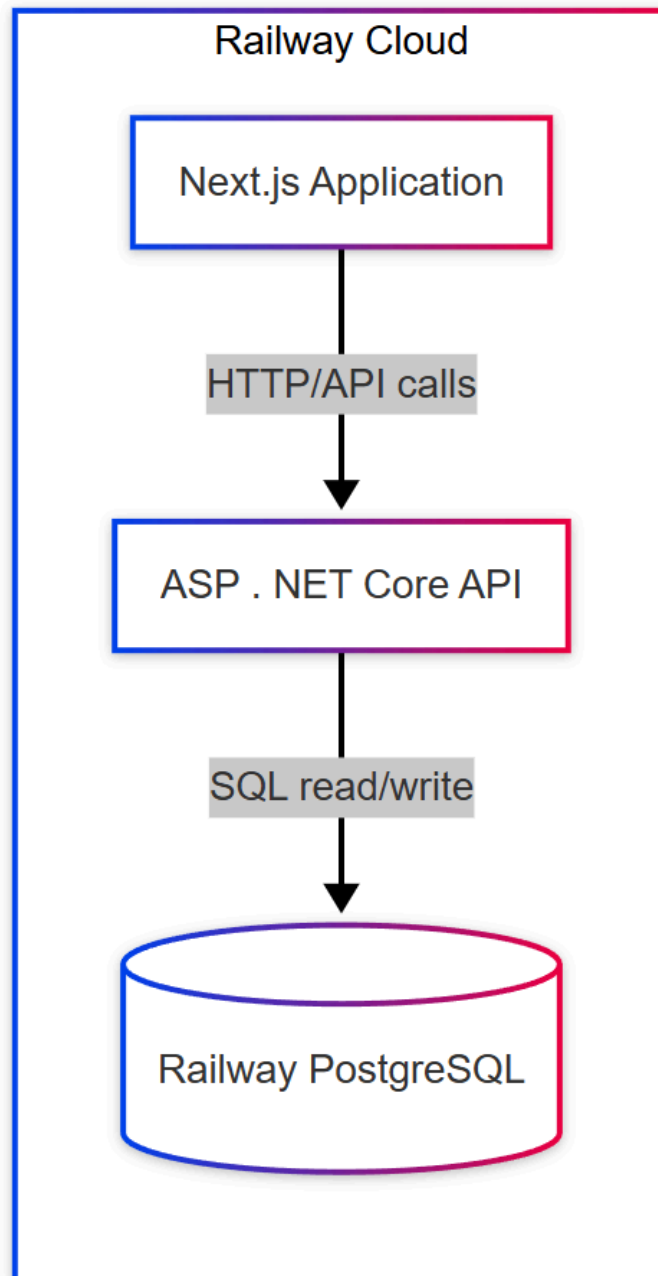 Railway Cloud
Next.js Application
HTTP/API calls
ASP . NET Core API
SQL read/write
Railway PostgreSQL